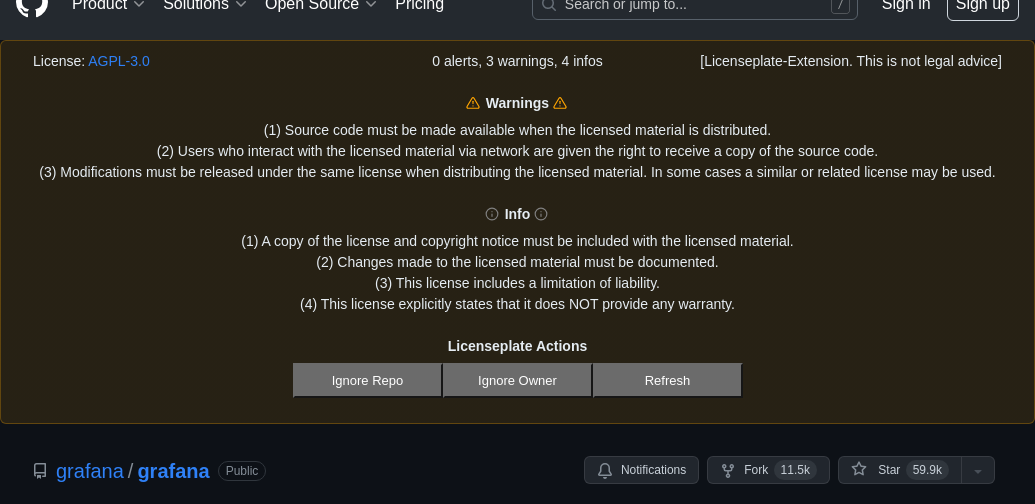 Product Solutions Open Source Pricing Search or jump to... / Sign in Sign up
License: AGPL-3.0 0 alerts, 3 warnings, 4 infos [Licenseplate-Extension. This is not legal advice]
Warnings
(1) Source code must be made available when the licensed material is distributed.
(2) Users who interact with the licensed material via network are given the right to receive a copy of the source code.
(3) Modifications must be released under the same license when distributing the licensed material. In some cases a similar or related license may be used.
Info
(1) A copy of the license and copyright notice must be included with the licensed material.
(2) Changes made to the licensed material must be documented.
(3) This license includes a limitation of liability.
(4) This license explicitly states that it does NOT provide any warranty.
Licenseplate Actions
Ignore Repo Ignore Owner Refresh
grafana / grafana Public Notifications Fork 11.5k Star 59.9k